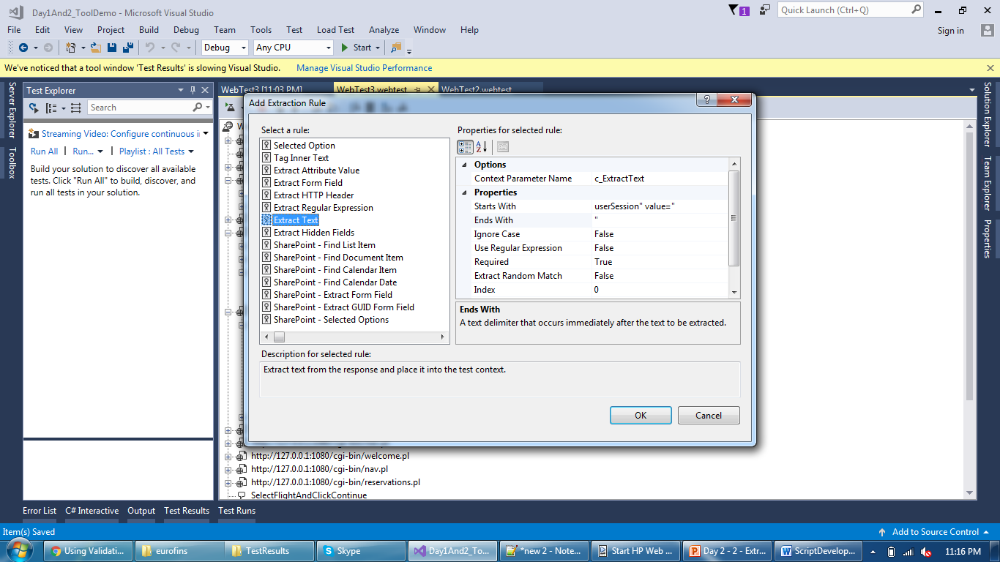 Day1And2_ToolDemo - Microsoft Visual Studio
1
Quick Launch (Ctrl+Q)
File Edit View Project Build Debug Team Tools Test Load Test Analyze Window Help
Sign in
Debug Any CPU Start
We've noticed that a tool window 'Test Results' is slowing Visual Studio. Manage Visual Studio Performance
Server Explorer
Toolbox
Test Explorer
Search
Streaming Video: Configure continuous i
Run All | Run... | Playlist : All Tests
Build your solution to discover all available
tests. Click "Run All" to build, discover, and
run all tests in your solution.
WebTest3 [11:03 PM] WebTest3.webtest WebTest2.webtest
Add Extraction Rule
?
Select a rule:
Selected Option
Tag Inner Text
Extract Attribute Value
Extract Form Field
Extract HTTP Header
Extract Regular Expression
Extract Text
Extract Hidden Fields
SharePoint - Find List Item
SharePoint - Find Document Item
SharePoint - Find Calendar Item
SharePoint - Find Calendar Date
SharePoint - Extract Form Field
SharePoint - Extract GUID Form Field
SharePoint - Selected Options
Properties for selected rule:
Options
Context Parameter Name c_ExtractText
Properties
Starts With userSession" value="
Ends With "
Ignore Case False
Use Regular Expression False
Required True
Extract Random Match False
Index 0
Ends With
A text delimiter that occurs immediately after the text to be extracted.
Description for selected rule:
Extract text from the response and place it into the test context.
OK Cancel
http://127.0.0.1:1080/cgi-bin/welcome.pl
http://127.0.0.1:1080/cgi-bin/nav.pl
http://127.0.0.1:1080/cgi-bin/reservations.pl
SelectFlightAndClickContinue
Solution Explorer
Team Explorer
Properties
Error List C# Interactive Output Test Results Test Runs
Item(s) Saved
Add to Source Control
Using Validati... eurofins TestResults Skype Day1And2_To... *new 2 - Note... Start HP Web ... Day 2 - 2 - Extr... ScriptDevelop... 11:16 PM